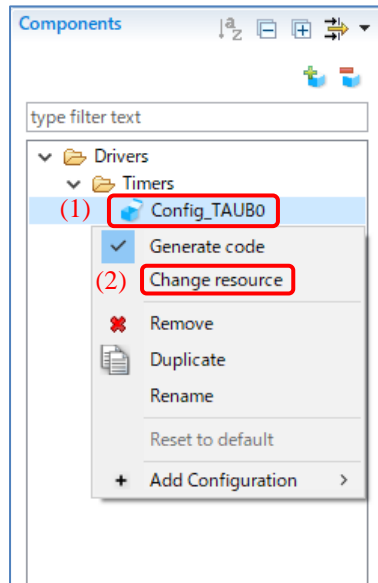 Components
type filter text
Drivers
Timers
(1) Config_TAUB0
Generate code
(2) Change resource
Remove
Duplicate
Rename
Reset to default
Add Configuration